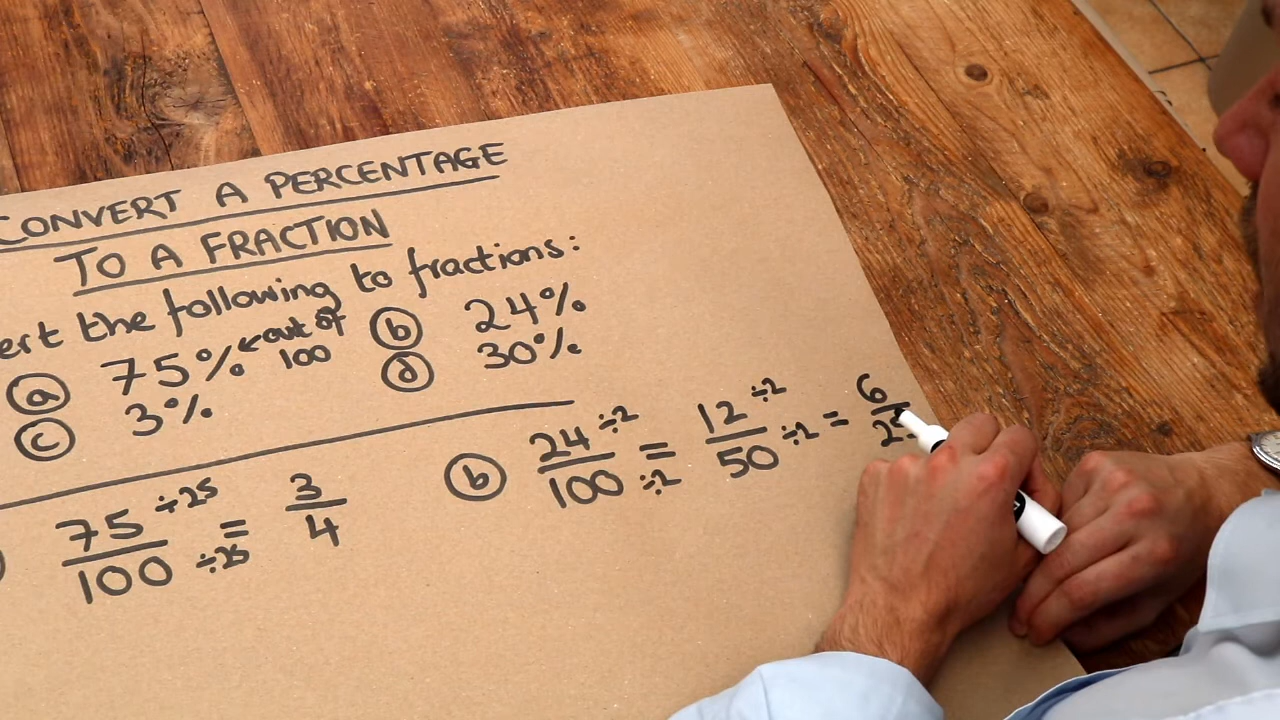 CONVERT A PERCENTAGE
TO A FRACTION
ert the following to fractions:
a 75% ← out of 100 b 24%
c 3% d 30%
75/100 ÷25 ÷25 = 3/4
b 24/100 ÷2 ÷2 = 12/50 ÷2 ÷2 = 6/25